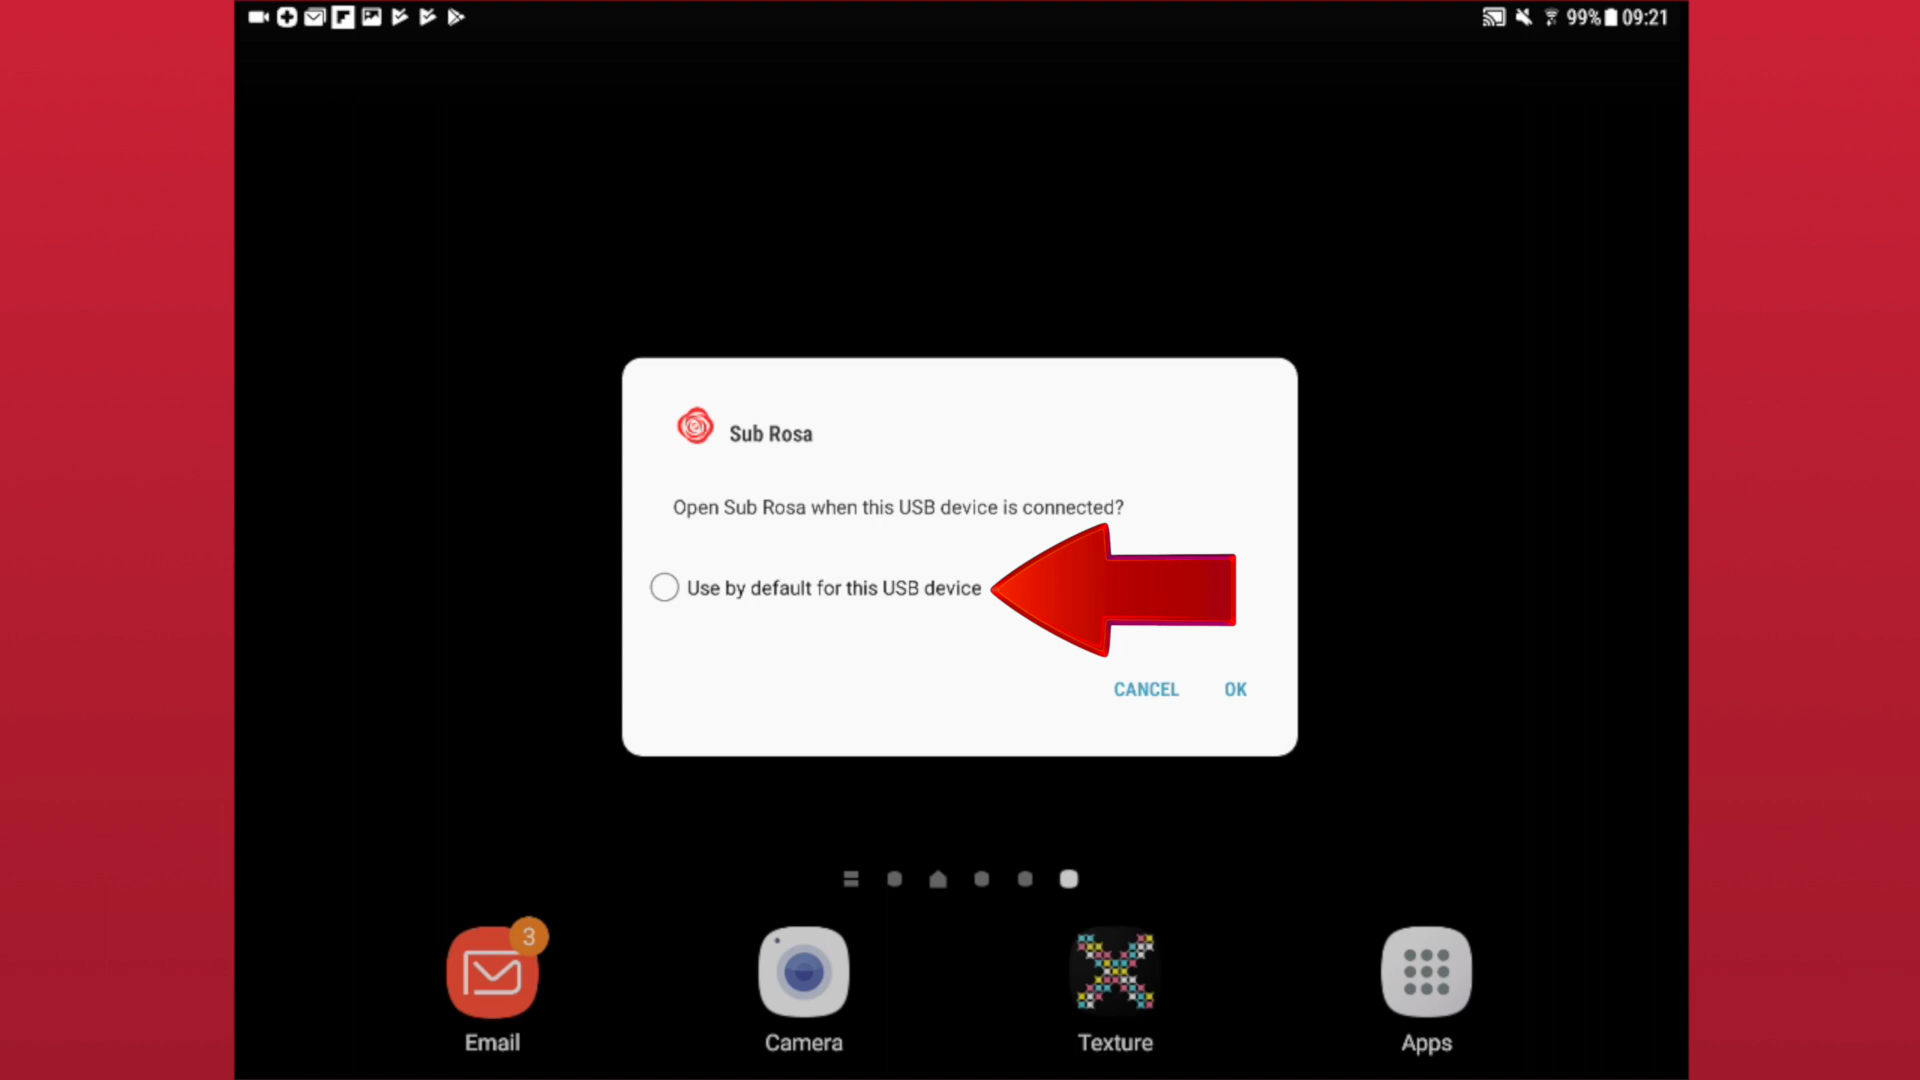 99% 09:21
Sub Rosa
Open Sub Rosa when this USB device is connected?
Use by default for this USB device
CANCEL OK
3
Email Camera Texture Apps